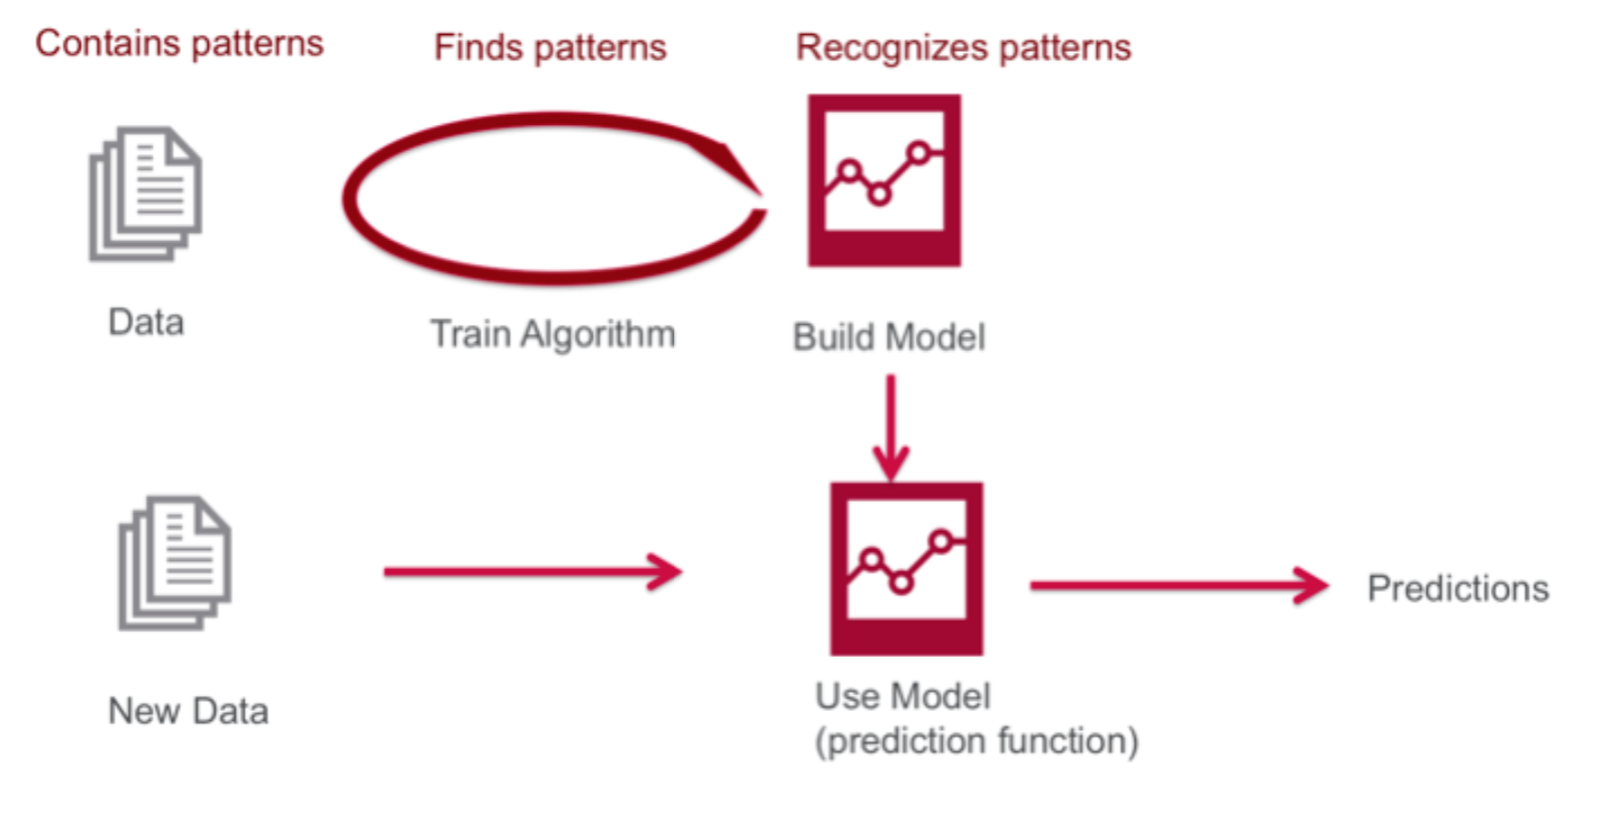 Contains patterns
Finds patterns
Recognizes patterns
Data
Train Algorithm
Build Model
New Data
Use Model
(prediction function)
Predictions